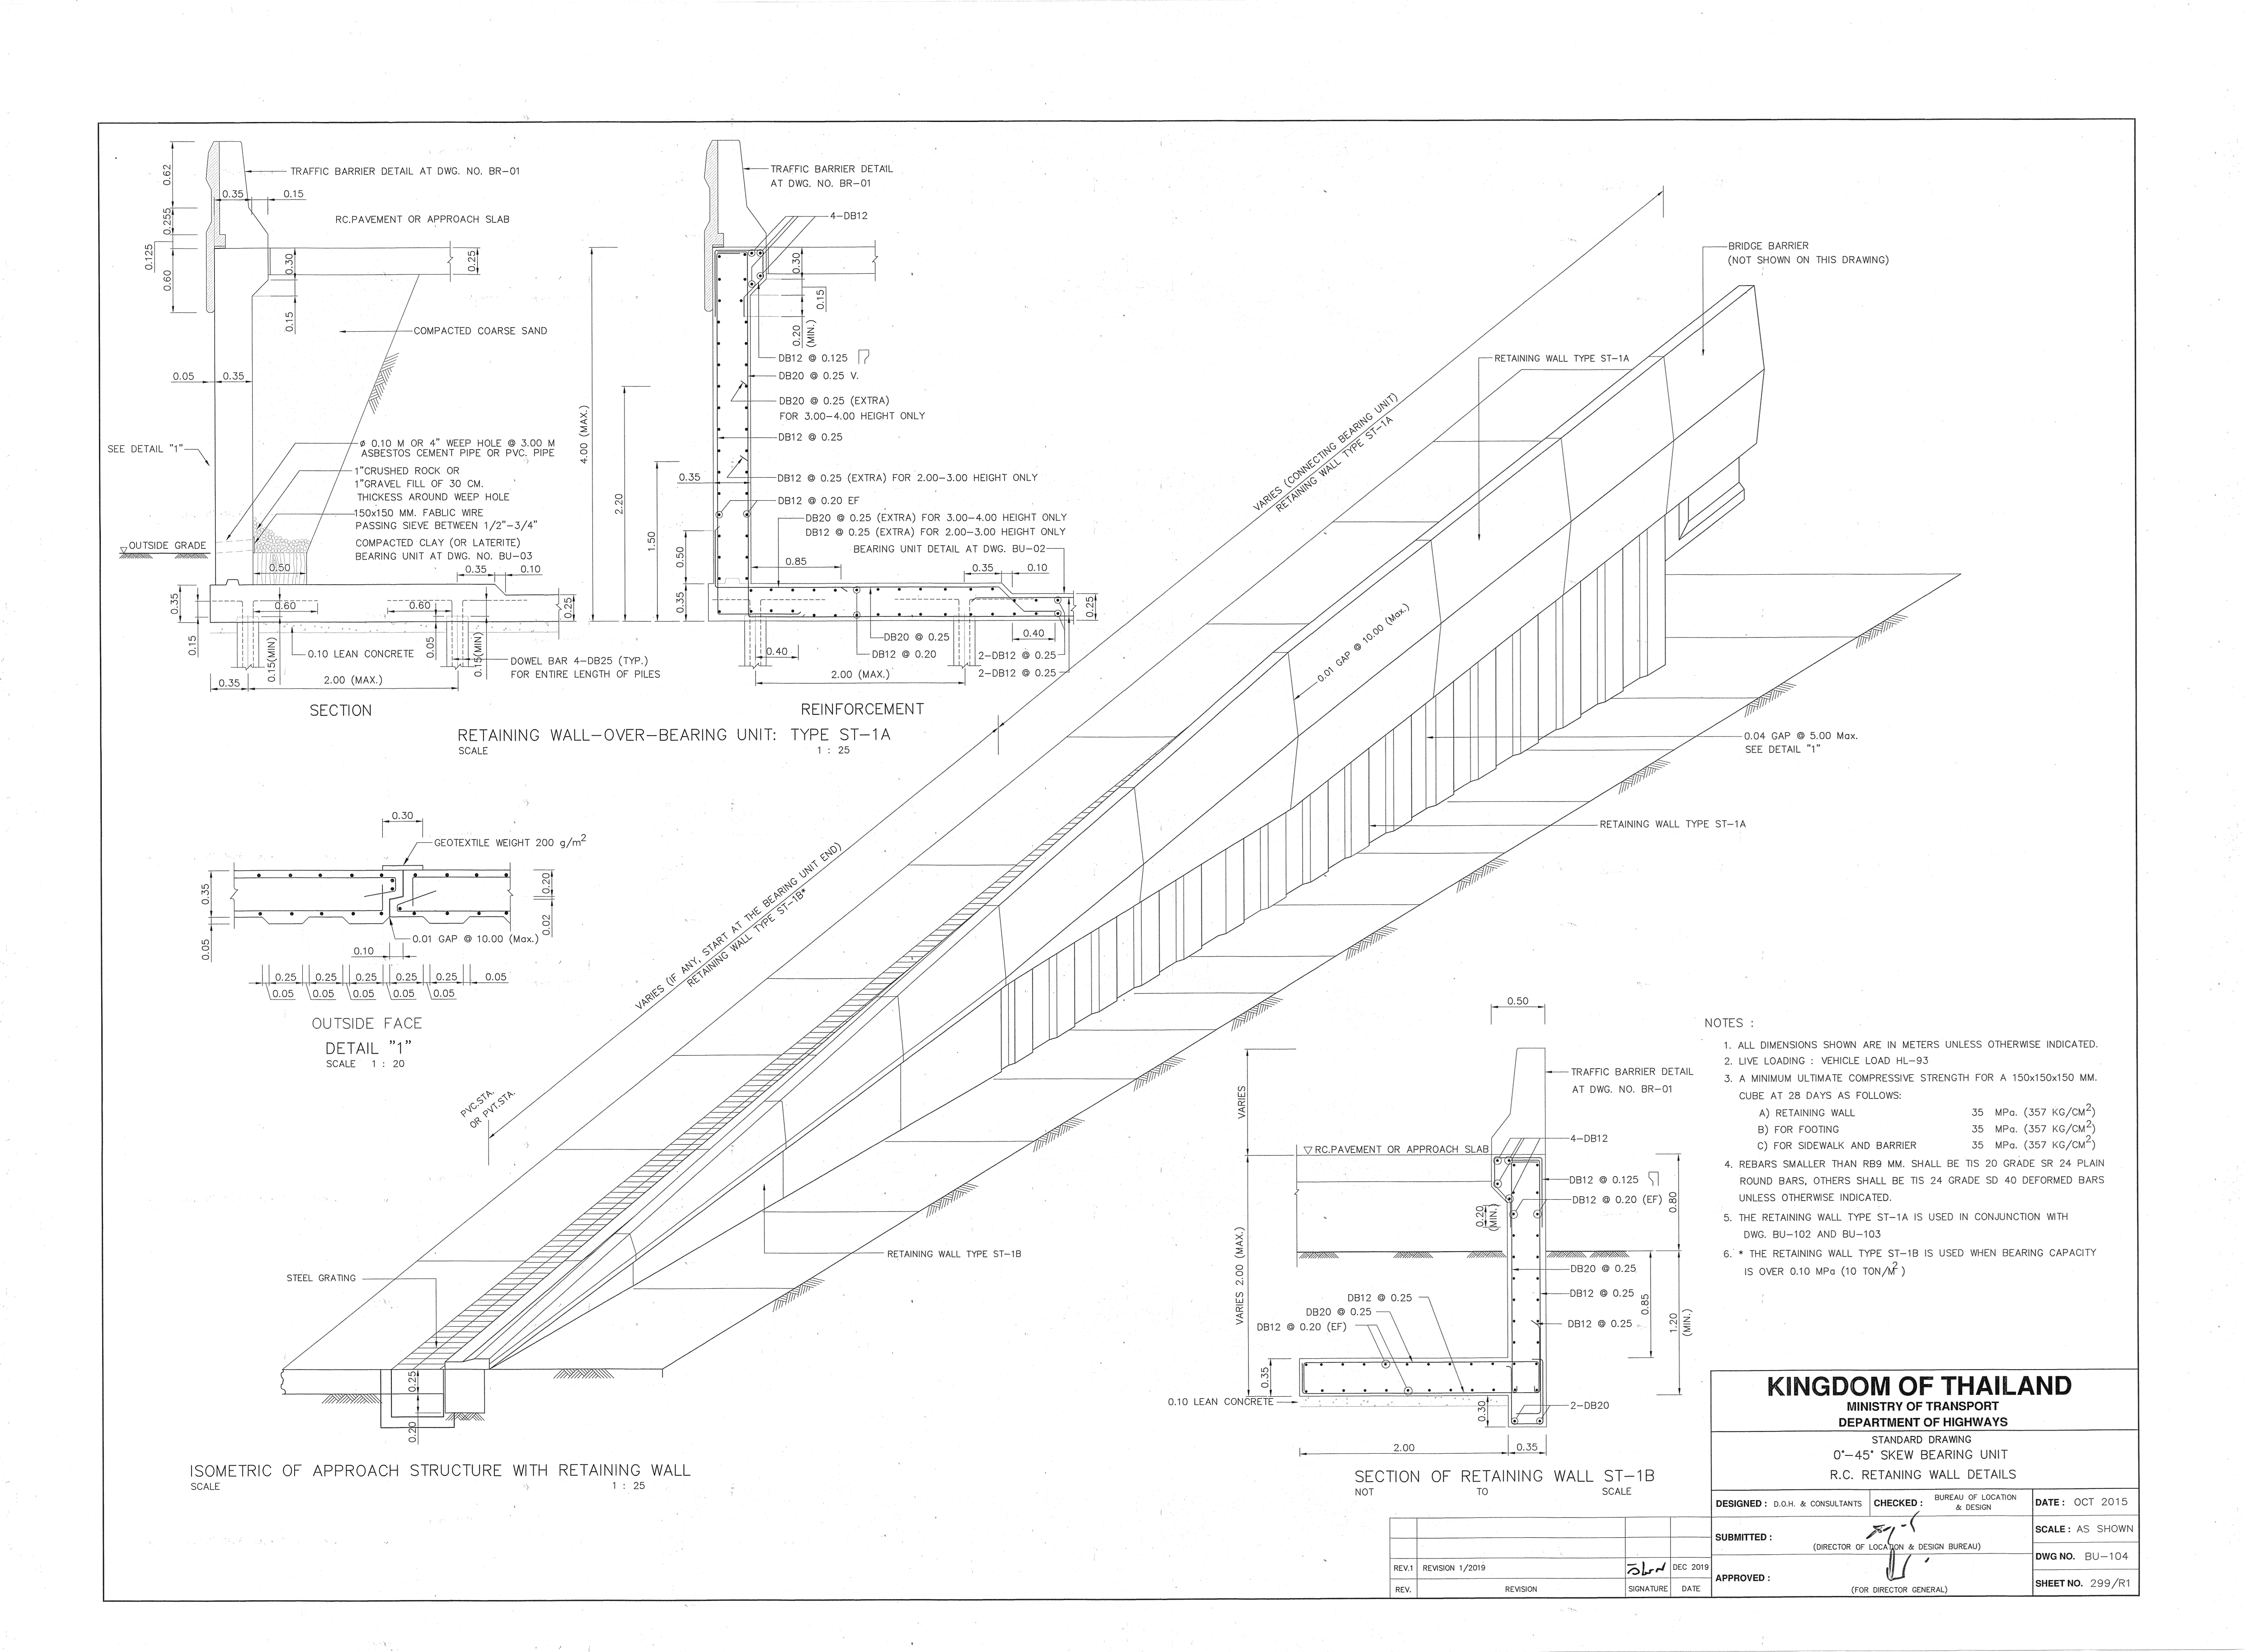 0.62
0.255
0.125
0.60
0.35
0.15
TRAFFIC BARRIER DETAIL AT DWG. NO. BR-01
RC.PAVEMENT OR APPROACH SLAB
0.30
0.25
0.15
COMPACTED COARSE SAND
0.05
0.35
SEE DETAIL "1"
ø 0.10 M OR 4" WEEP HOLE @ 3.00 M
ASBESTOS CEMENT PIPE OR PVC. PIPE
1"CRUSHED ROCK OR
1"GRAVEL FILL OF 30 CM.
THICKESS AROUND WEEP HOLE
150x150 MM. FABLIC WIRE
PASSING SIEVE BETWEEN 1/2"-3/4"
COMPACTED CLAY (OR LATERITE)
BEARING UNIT AT DWG. NO. BU-03
OUTSIDE GRADE
0.50
0.35
0.10
0.35
0.60
0.60
0.25
0.15
0.15(MIN)
0.05
0.15(MIN)
0.10 LEAN CONCRETE
DOWEL BAR 4-DB25 (TYP.)
FOR ENTIRE LENGTH OF PILES
0.35
2.00 (MAX.)
SECTION
4.00 (MAX.)
2.20
1.50
TRAFFIC BARRIER DETAIL
AT DWG. NO. BR-01
4-DB12
0.30
0.15
0.20
(MIN.)
DB12 @ 0.125
DB20 @ 0.25 V.
DB20 @ 0.25 (EXTRA)
FOR 3.00-4.00 HEIGHT ONLY
DB12 @ 0.25
DB12 @ 0.25 (EXTRA) FOR 2.00-3.00 HEIGHT ONLY
0.35
DB12 @ 0.20 EF
DB20 @ 0.25 (EXTRA) FOR 3.00-4.00 HEIGHT ONLY
DB12 @ 0.25 (EXTRA) FOR 2.00-3.00 HEIGHT ONLY
BEARING UNIT DETAIL AT DWG. BU-02
0.50
0.85
0.35
0.10
0.35
0.25
DB20 @ 0.25
DB12 @ 0.20
0.40
0.40
2-DB12 @ 0.25
2-DB12 @ 0.25
2.00 (MAX.)
REINFORCEMENT
RETAINING WALL-OVER-BEARING UNIT: TYPE ST-1A
SCALE 1 : 25
0.30
GEOTEXTILE WEIGHT 200 g/m2
0.35
0.20
0.02
0.05
0.01 GAP @ 10.00 (Max.)
0.10
0.25 0.25 0.25 0.25 0.25 0.05
0.05 0.05 0.05 0.05 0.05
OUTSIDE FACE
DETAIL "1"
SCALE 1 : 20
BRIDGE BARRIER
(NOT SHOWN ON THIS DRAWING)
RETAINING WALL TYPE ST-1A
VARIES (CONNECTING BEARING UNIT)
RETAINING WALL TYPE ST-1A
0.01 GAP @ 10.00 (Max.)
0.04 GAP @ 5.00 Max.
SEE DETAIL "1"
RETAINING WALL TYPE ST-1A
VARIES (IF ANY, START AT THE BEARING UNIT END)
RETAINING WALL TYPE ST-1B*
PVC.STA.
OR PVT.STA.
RETAINING WALL TYPE ST-1B
STEEL GRATING
0.25
0.20
ISOMETRIC OF APPROACH STRUCTURE WITH RETAINING WALL
SCALE 1 : 25
0.50
VARIES
TRAFFIC BARRIER DETAIL
AT DWG. NO. BR-01
RC.PAVEMENT OR APPROACH SLAB
4-DB12
DB12 @ 0.125
DB12 @ 0.20 (EF)
0.80
0.20
(MIN.)
VARIES 2.00 (MAX.)
DB20 @ 0.25
DB12 @ 0.25
DB12 @ 0.25
DB12 @ 0.25
DB20 @ 0.25
DB12 @ 0.20 (EF)
0.85
1.20
(MIN.)
0.35
0.10 LEAN CONCRETE
0.30
2-DB20
2.00
0.35
SECTION OF RETAINING WALL ST-1B
NOT TO SCALE
NOTES :
1. ALL DIMENSIONS SHOWN ARE IN METERS UNLESS OTHERWISE INDICATED.
2. LIVE LOADING : VEHICLE LOAD HL-93
3. A MINIMUM ULTIMATE COMPRESSIVE STRENGTH FOR A 150x150x150 MM.
CUBE AT 28 DAYS AS FOLLOWS:
A) RETAINING WALL 35 MPa. (357 KG/CM2)
B) FOR FOOTING 35 MPa. (357 KG/CM2)
C) FOR SIDEWALK AND BARRIER 35 MPa. (357 KG/CM2)
4. REBARS SMALLER THAN RB9 MM. SHALL BE TIS 20 GRADE SR 24 PLAIN
ROUND BARS, OTHERS SHALL BE TIS 24 GRADE SD 40 DEFORMED BARS
UNLESS OTHERWISE INDICATED.
5. THE RETAINING WALL TYPE ST-1A IS USED IN CONJUNCTION WITH
DWG. BU-102 AND BU-103
6. * THE RETAINING WALL TYPE ST-1B IS USED WHEN BEARING CAPACITY
IS OVER 0.10 MPa (10 TON/M2)
KINGDOM OF THAILAND
MINISTRY OF TRANSPORT
DEPARTMENT OF HIGHWAYS
STANDARD DRAWING
0°-45° SKEW BEARING UNIT
R.C. RETANING WALL DETAILS
DESIGNED : D.O.H. & CONSULTANTS
CHECKED : BUREAU OF LOCATION
& DESIGN
DATE : OCT 2015
SUBMITTED :
(DIRECTOR OF LOCATION & DESIGN BUREAU)
SCALE : AS SHOWN
DWG NO. BU-104
APPROVED :
(FOR DIRECTOR GENERAL)
SHEET NO. 299/R1
REV.1 REVISION 1/2019 DEC 2019
REV. REVISION SIGNATURE DATE